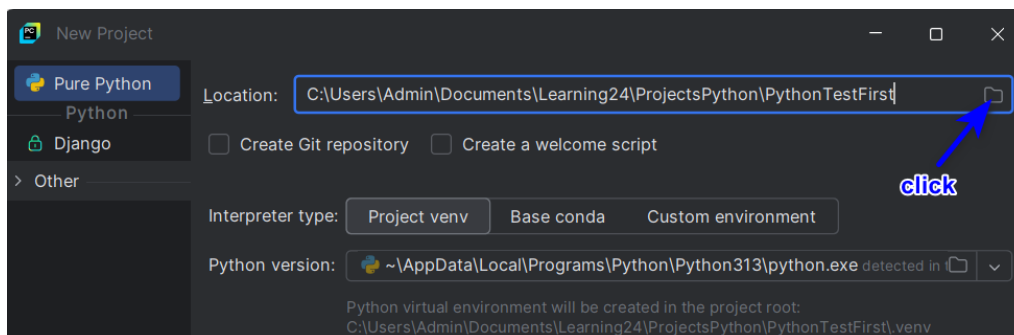 New Project
Pure Python
Python
Django
Other
Location: C:\Users\Admin\Documents\Learning24\ProjectsPython\PythonTestFirst
Create Git repository Create a welcome script
click
Interpreter type: Project venv Base conda Custom environment
Python version: ~\AppData\Local\Programs\Python\Python313\python.exe detected in
Python virtual environment will be created in the project root:
C:\Users\Admin\Documents\Learning24\ProjectsPython\PythonTestFirst\.venv